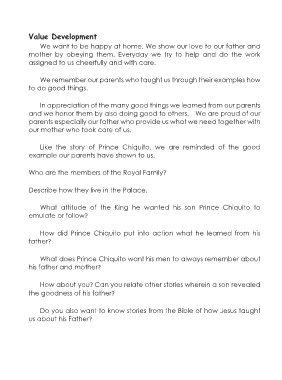 Value Development
We want to be happy at home. We show our love to our father and
mother by obeying them. Everyday we try to help and do the work
assigned to us cheerfully and with care.
We remember our parents who taught us through their examples how
to do good things.
In appreciation of the many good things we learned from our parents
and we honor them by also doing good to others. We are proud of our
parents especially our father who provide us what we need together with
our mother who took care of us.
Like the story of Prince Chiquito, we are reminded of the good
example our parents have shown to us.
Who are the members of the Royal Family?
Describe how they live in the Palace.
What attitude of the King he wanted his son Prince Chiquito to
emulate or follow?
How did Prince Chiquito put into action what he learned from his
father?
What does Prince Chiquito want his men to always remember about
his father and mother?
How about you? Can you relate other stories wherein a son revealed
the goodness of his father?
Do you also want to know stories from the Bible of how Jesus taught
us about his Father?